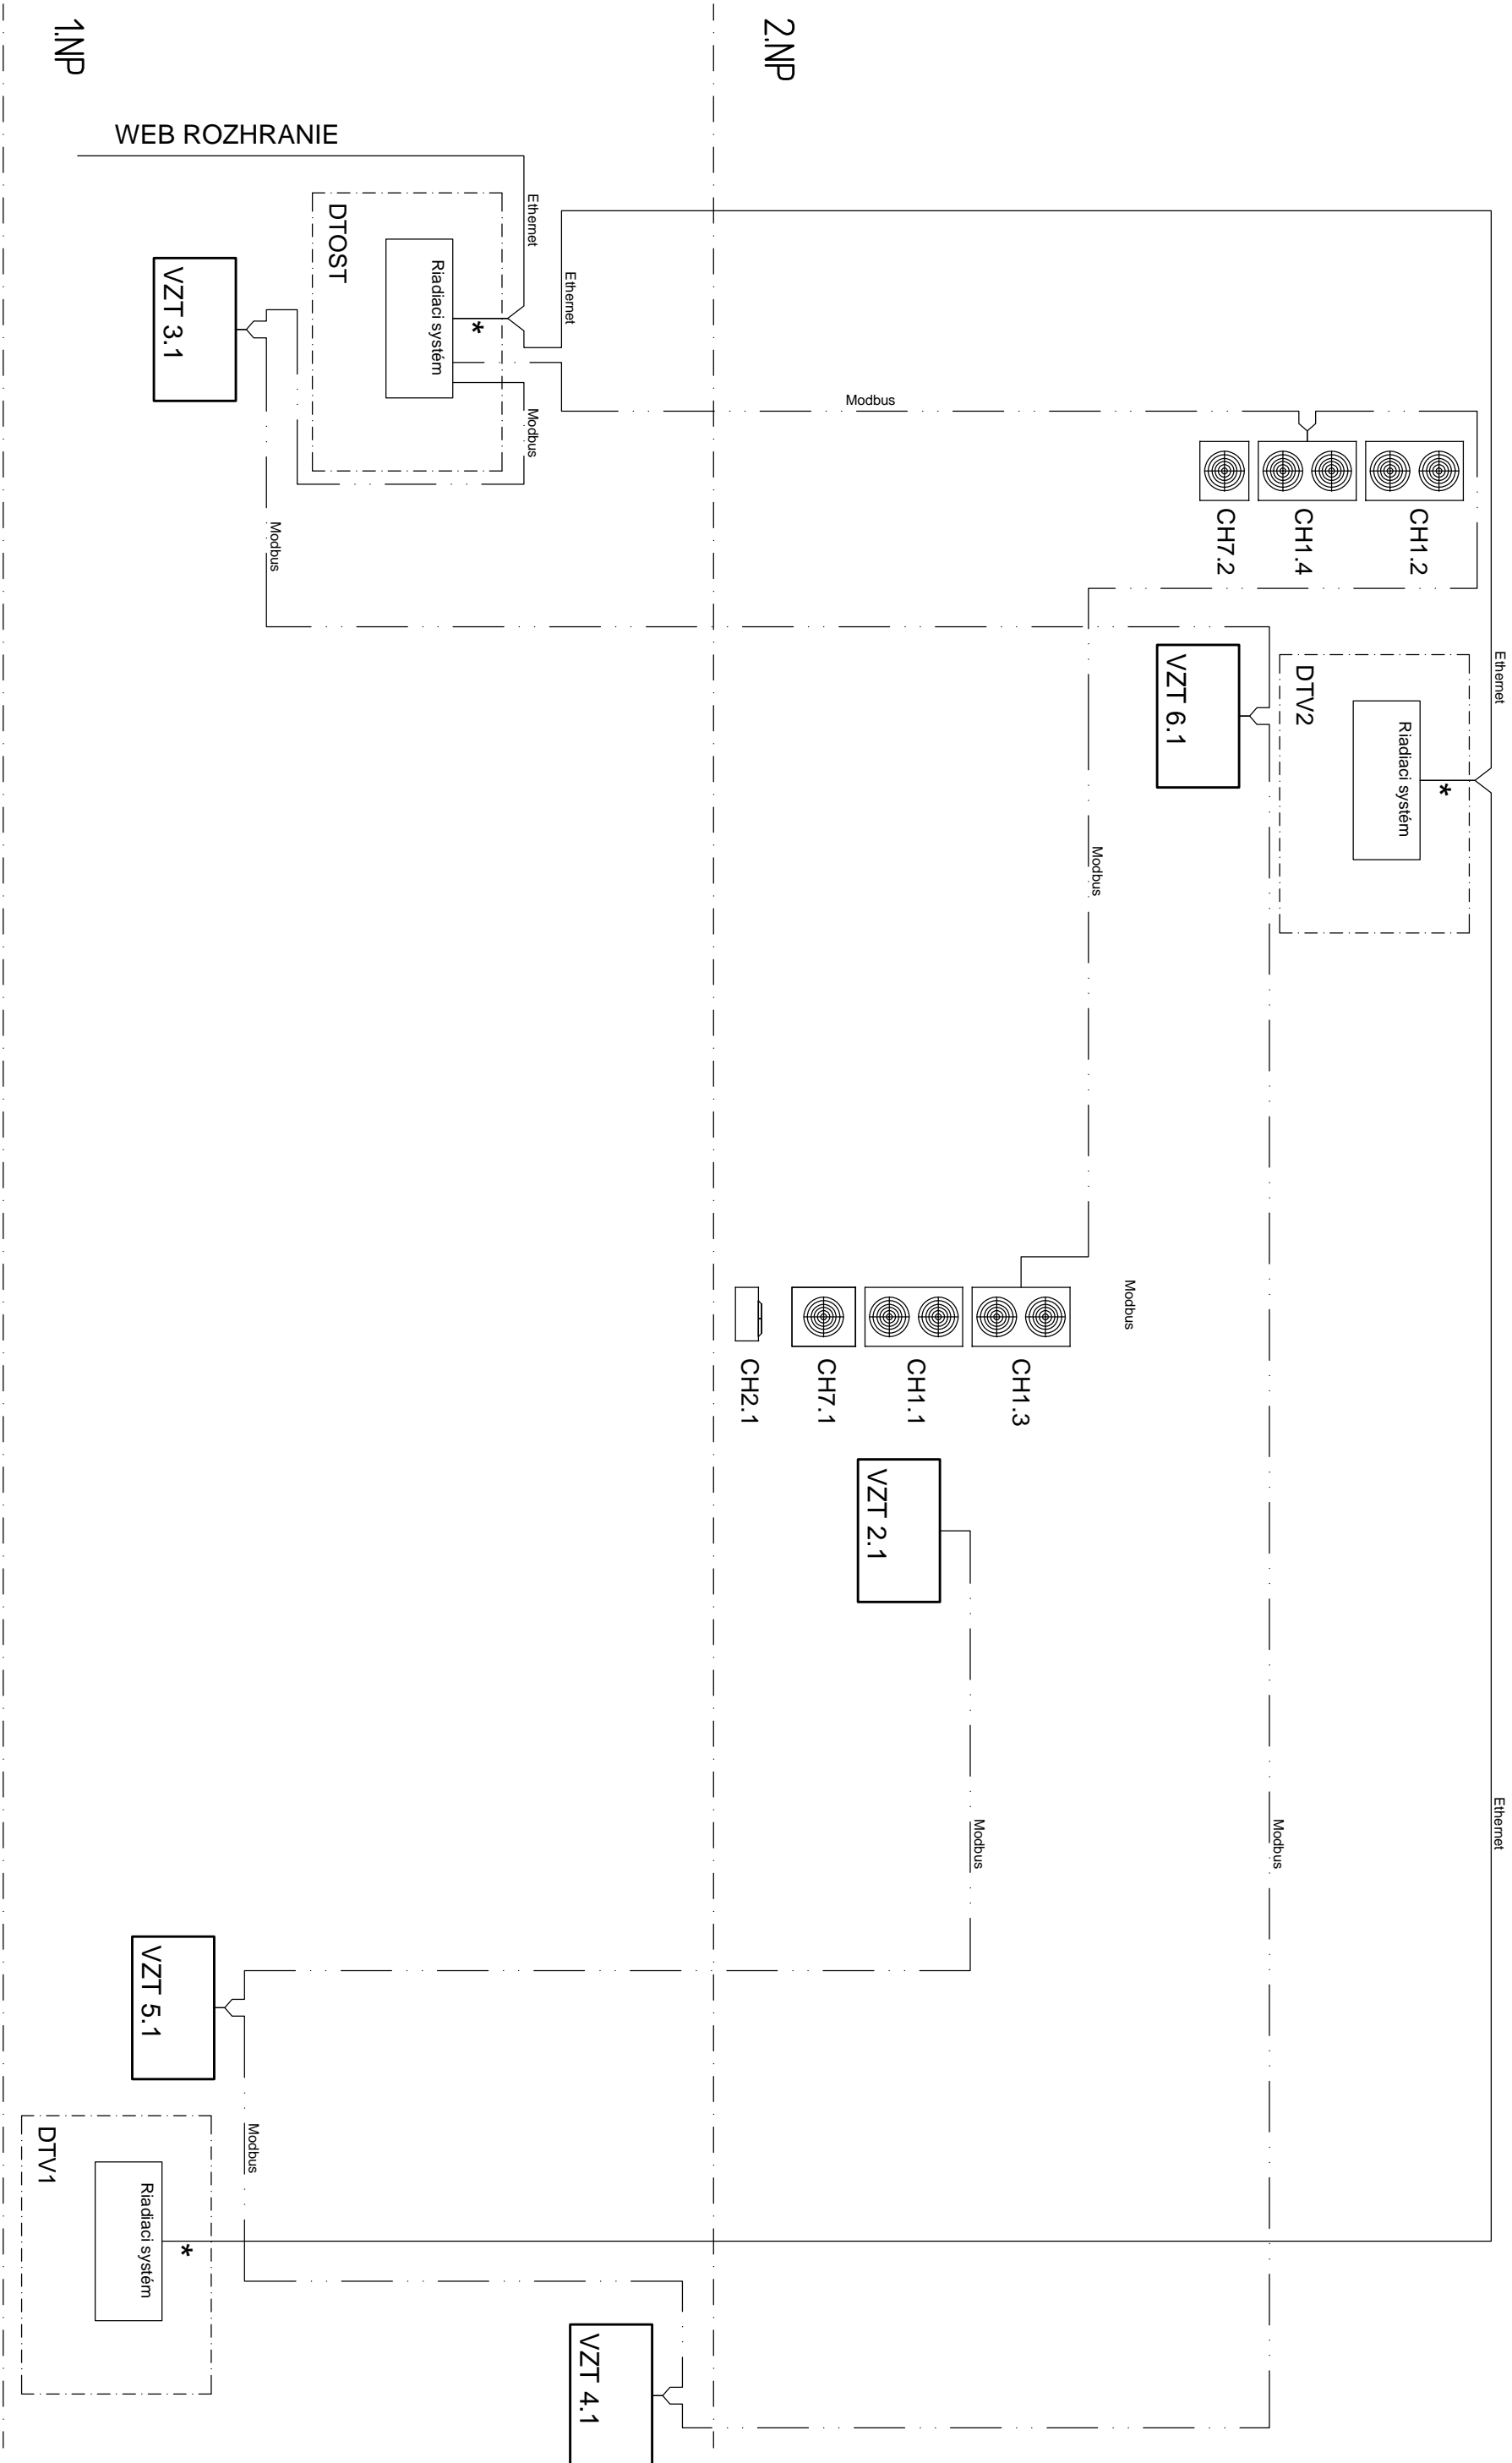 2.NP
Ethernet
Ethernet
DTV2
Riadiaci systém
*
CH1.2
CH1.4
CH7.2
VZT 6.1
Modbus
Modbus
Modbus
Modbus
CH1.3
CH1.1
CH7.1
CH2.1
VZT 2.1
Modbus
1.NP
WEB ROZHRANIE
Ethernet
Ethernet
DTOST
Riadiaci systém
*
Modbus
VZT 3.1
Modbus
VZT 4.1
VZT 5.1
Modbus
DTV1
Riadiaci systém
*